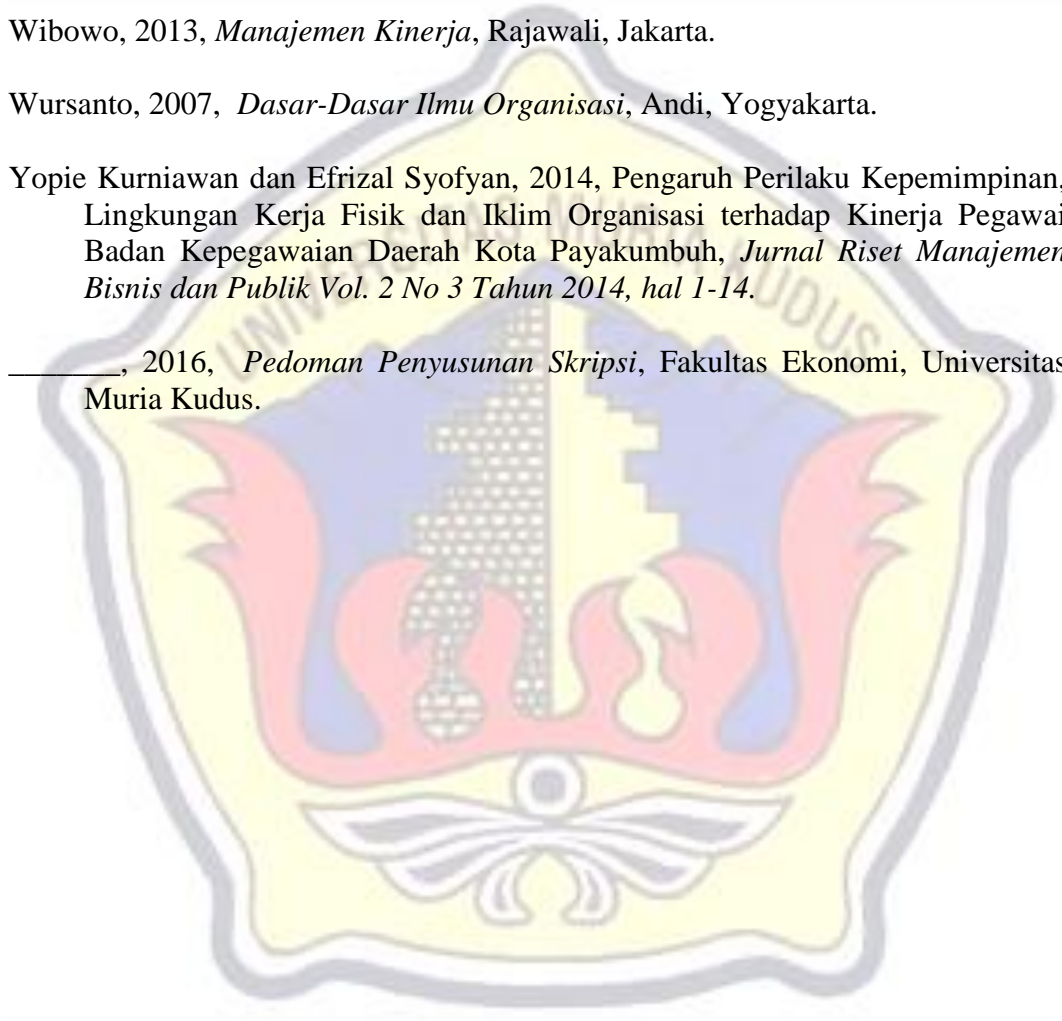 Wibowo, 2013, Manajemen Kinerja, Rajawali, Jakarta.
Wursanto, 2007, Dasar-Dasar Ilmu Organisasi, Andi, Yogyakarta.
Yopie Kurniawan dan Efrizal Syofyan, 2014, Pengaruh Perilaku Kepemimpinan,
Lingkungan Kerja Fisik dan Iklim Organisasi terhadap Kinerja Pegawai
Badan Kepegawaian Daerah Kota Payakumbuh, Jurnal Riset Manajemen
Bisnis dan Publik Vol. 2 No 3 Tahun 2014, hal 1-14.
_______, 2016, Pedoman Penyusunan Skripsi, Fakultas Ekonomi, Universitas
Muria Kudus.
UNIVERSITAS MURIA KUDUS